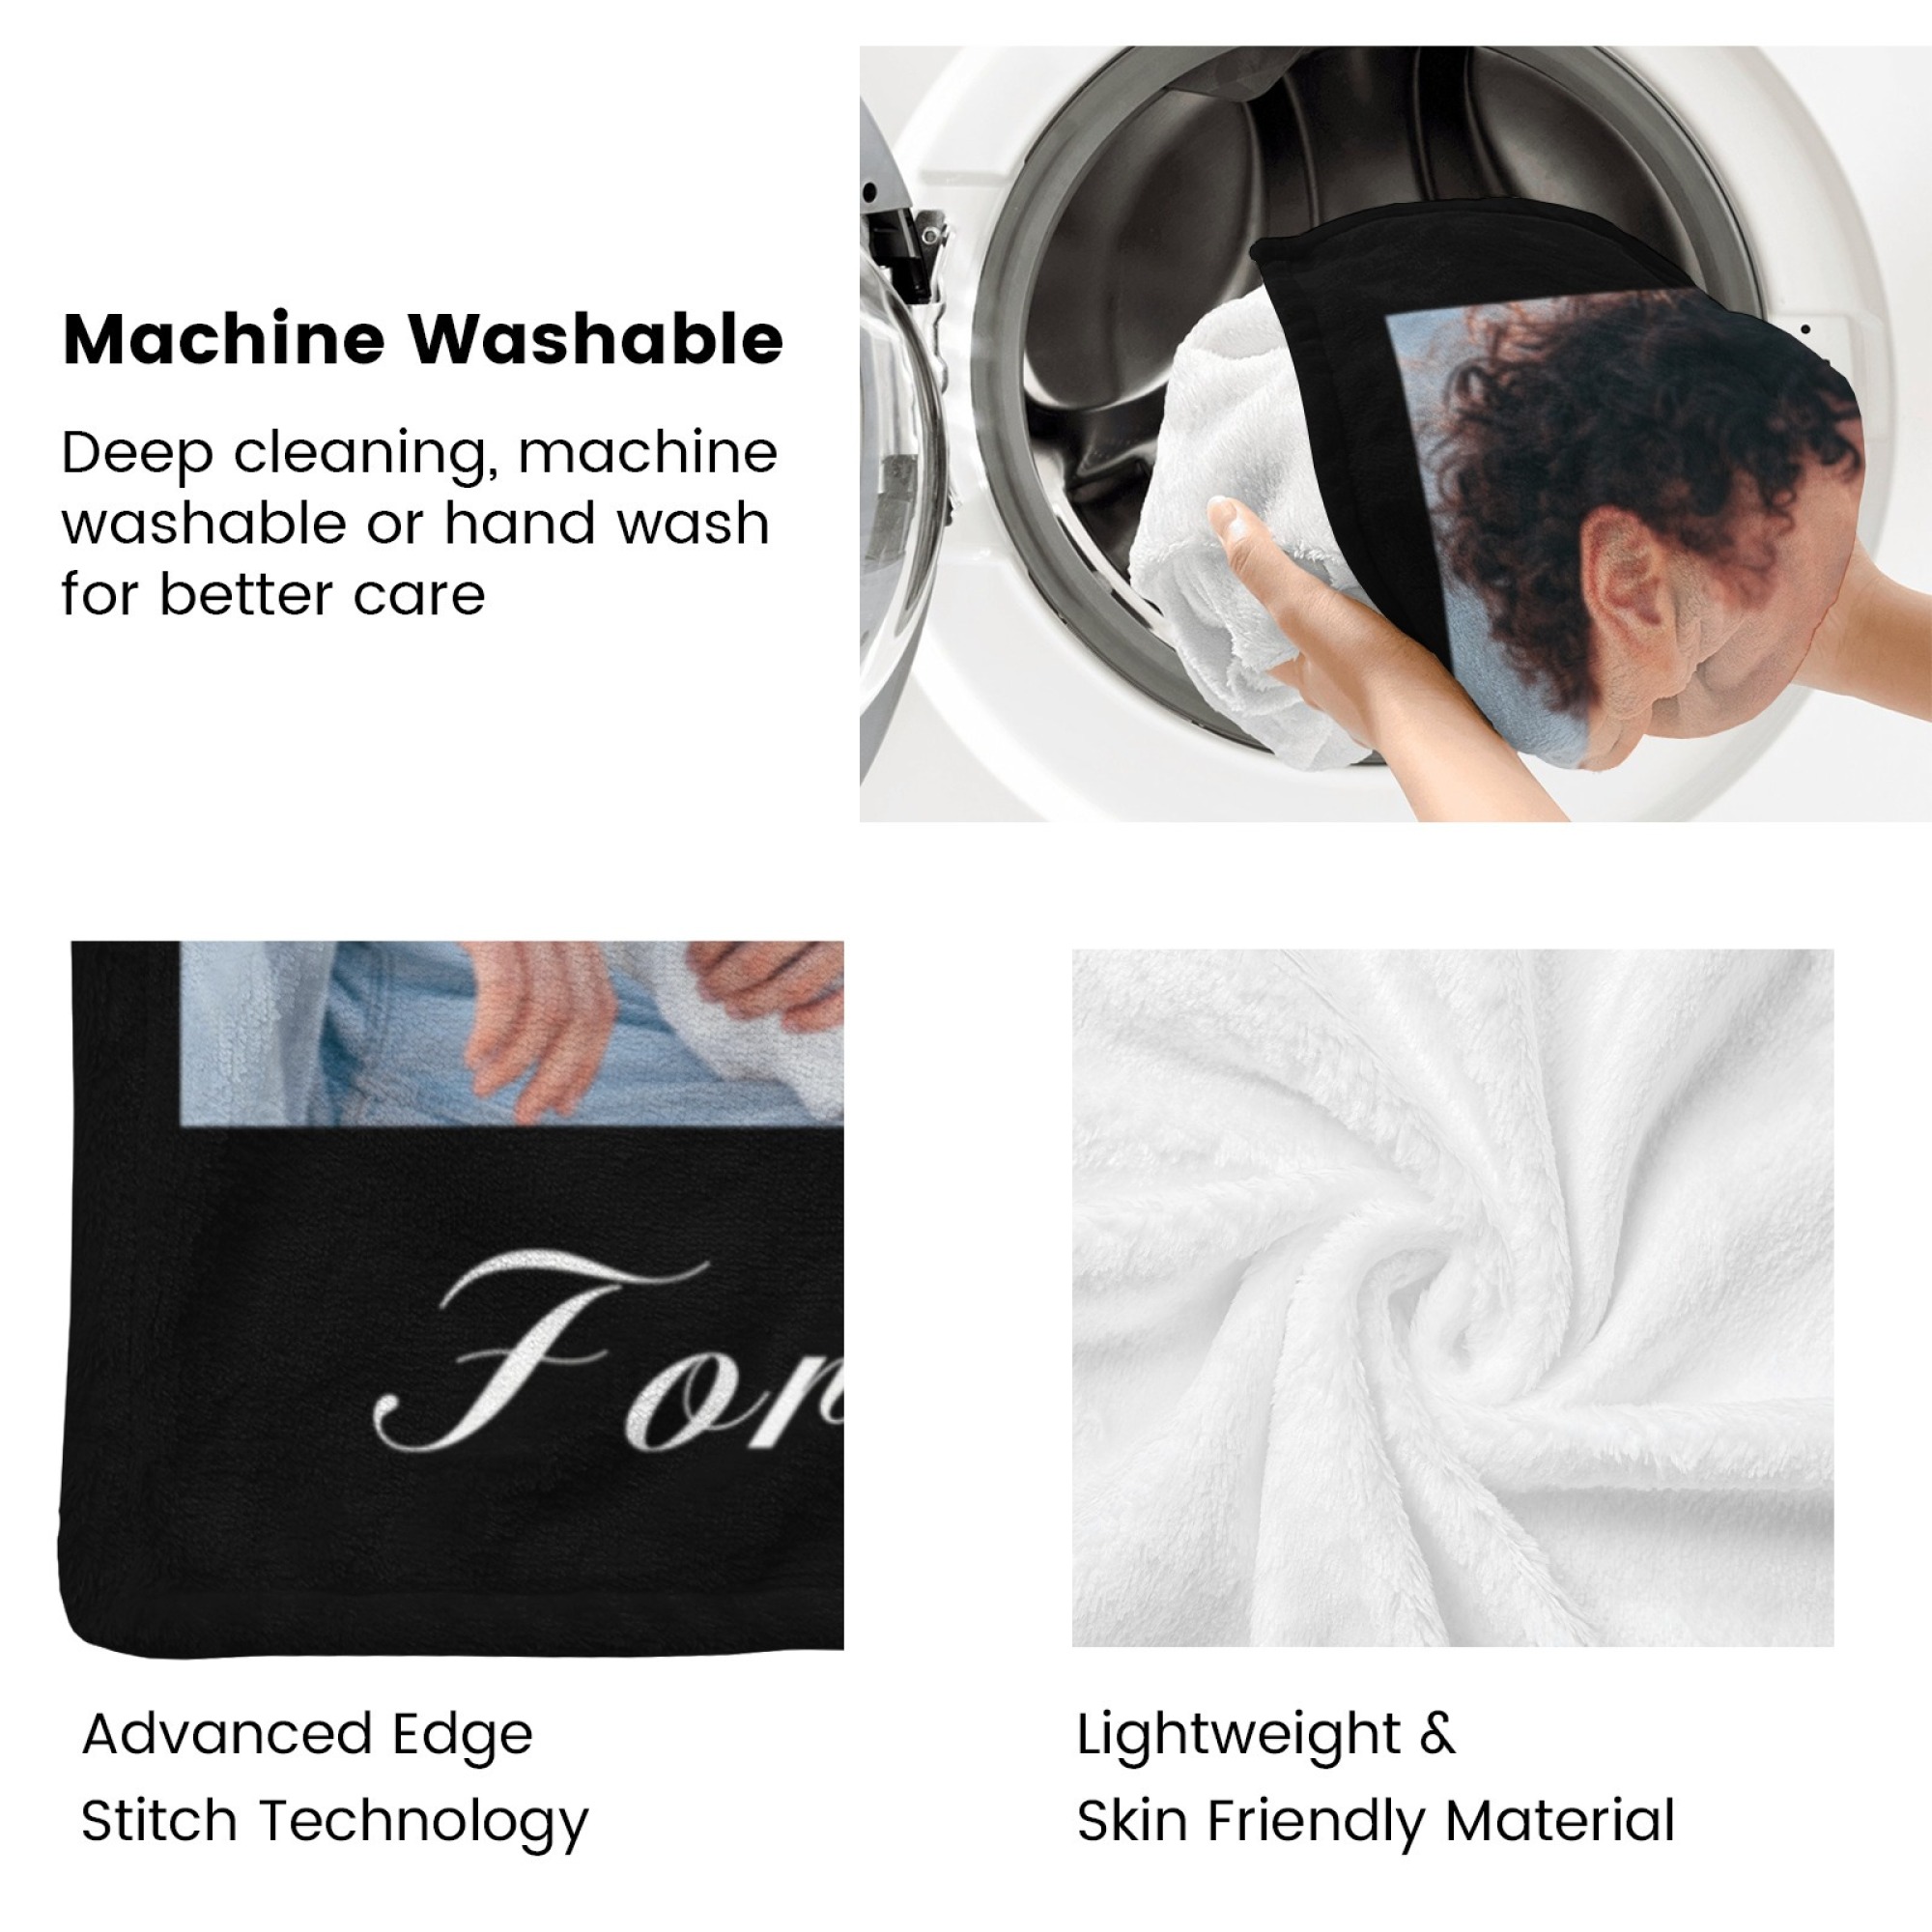 Machine Washable
Deep cleaning, machine
washable or hand wash
for better care
For
Advanced Edge
Stitch Technology
Lightweight &
Skin Friendly Material